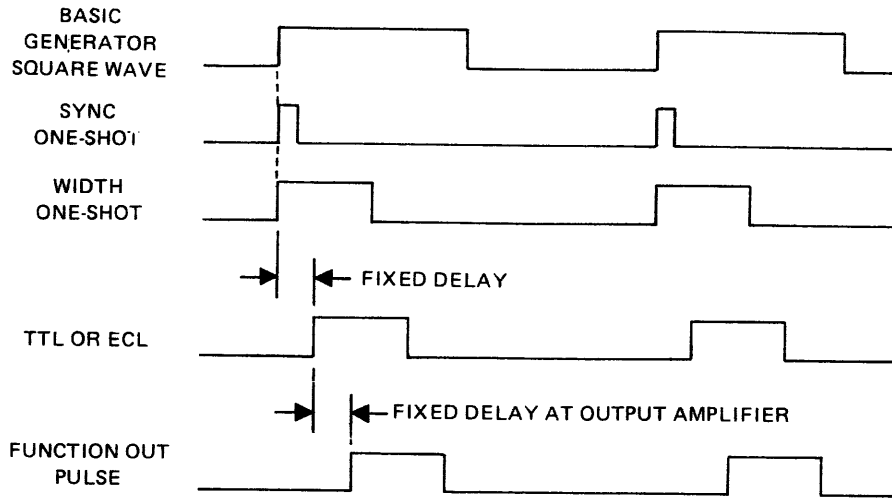 BASIC
GENERATOR
SQUARE WAVE
SYNC
ONE-SHOT
WIDTH
ONE-SHOT
FIXED DELAY
TTL OR ECL
FIXED DELAY AT OUTPUT AMPLIFIER
FUNCTION OUT
PULSE